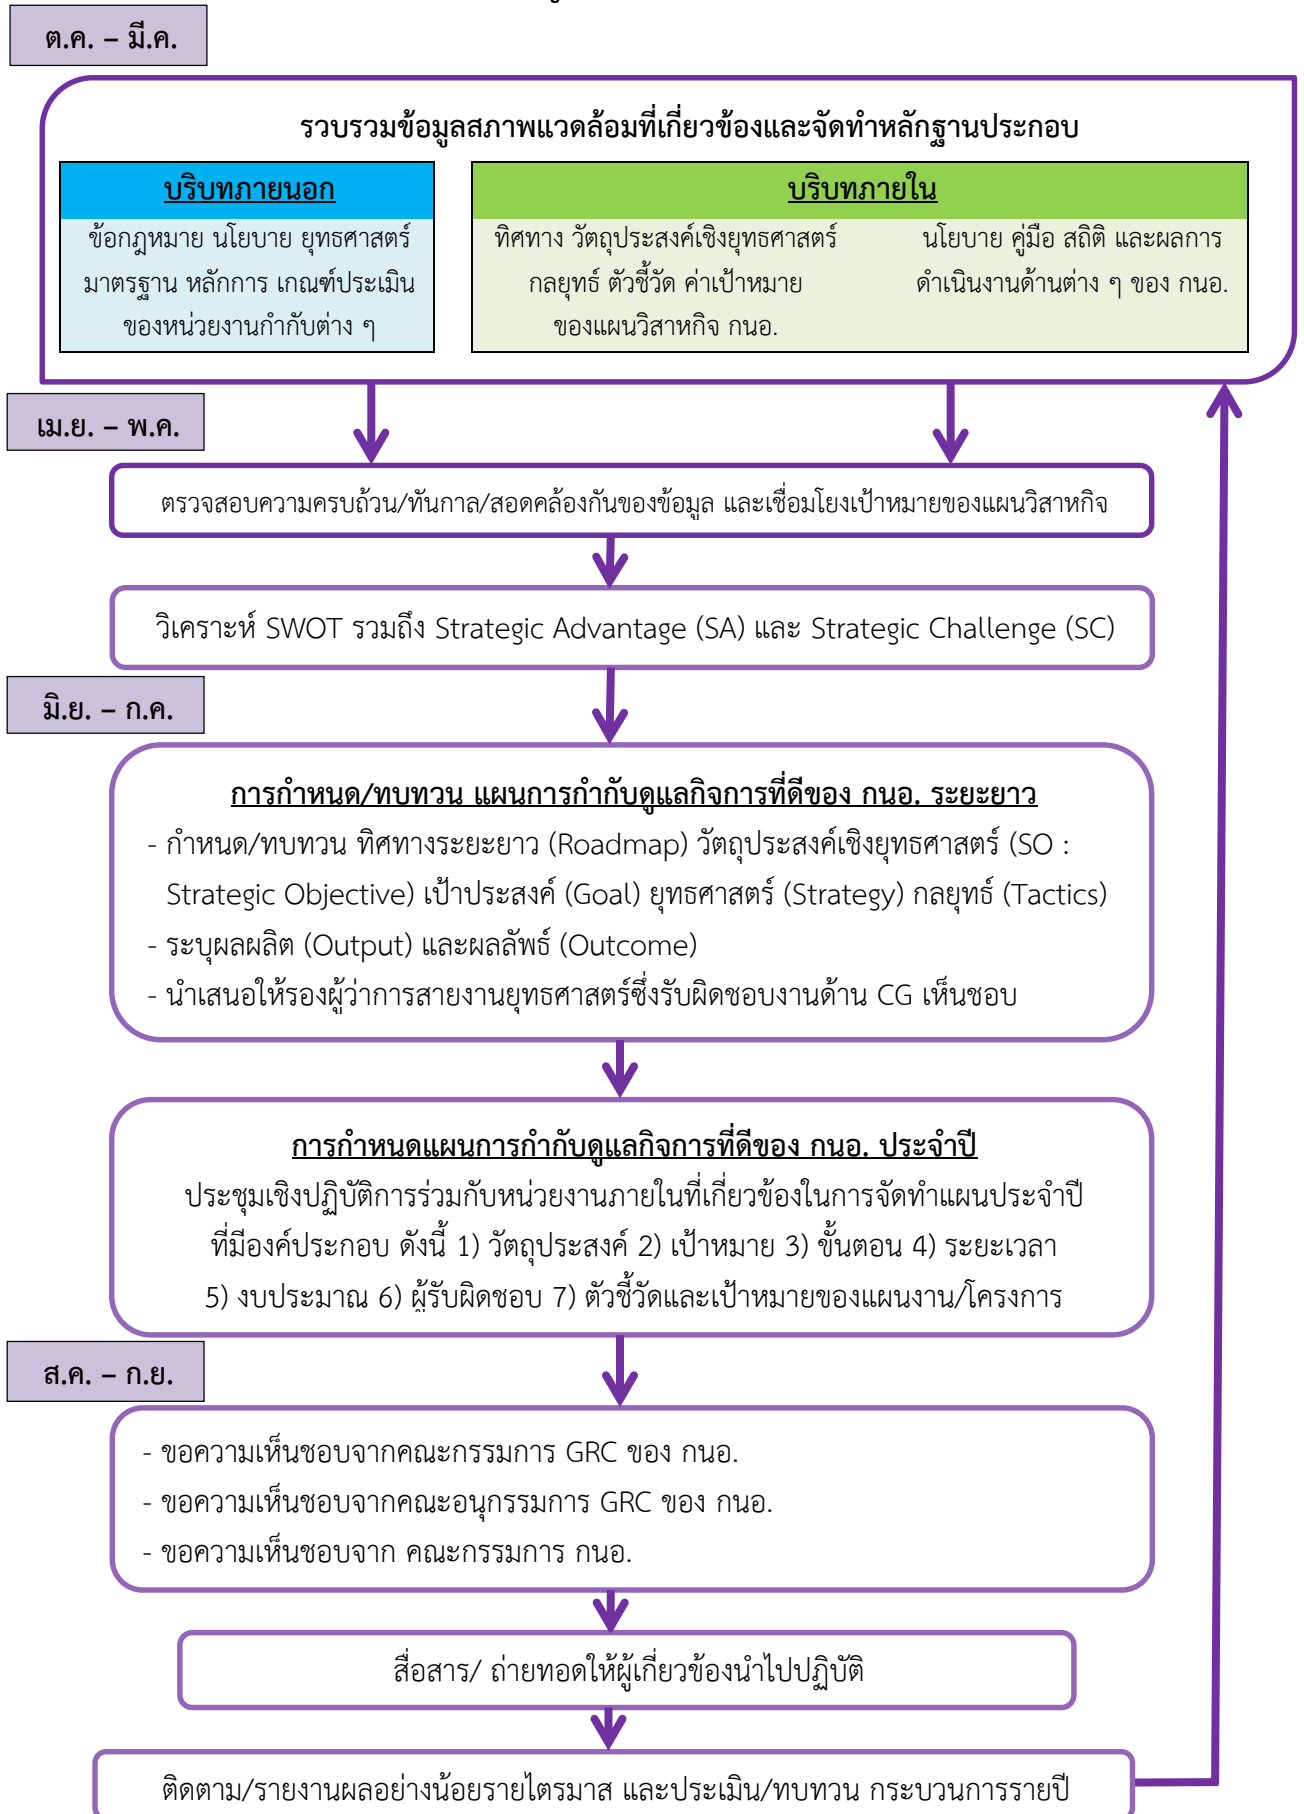 ต.ค. – มี.ค.
รวบรวมข้อมูลสภาพแวดล้อมที่เกี่ยวข้องและจัดทำหลักฐานประกอบ
บริบทภายนอก
ข้อกฎหมาย นโยบาย ยุทธศาสตร์
มาตรฐาน หลักการ เกณฑ์ประเมิน
ของหน่วยงานกำกับต่าง ๆ
บริบทภายใน
ทิศทาง วัตถุประสงค์เชิงยุทธศาสตร์
กลยุทธ์ ตัวชี้วัด ค่าเป้าหมาย
ของแผนวิสาหกิจ กนอ.
นโยบาย คู่มือ สถิติ และผลการ
ดำเนินงานด้านต่าง ๆ ของ กนอ.
เม.ย. – พ.ค.
ตรวจสอบความครบถ้วน/ทันกาล/สอดคล้องกันของข้อมูล และเชื่อมโยงเป้าหมายของแผนวิสาหกิจ
วิเคราะห์ SWOT รวมถึง Strategic Advantage (SA) และ Strategic Challenge (SC)
มิ.ย. – ก.ค.
การกำหนด/ทบทวน แผนการกำกับดูแลกิจการที่ดีของ กนอ. ระยะยาว
- กำหนด/ทบทวน ทิศทางระยะยาว (Roadmap) วัตถุประสงค์เชิงยุทธศาสตร์ (SO :
Strategic Objective) เป้าประสงค์ (Goal) ยุทธศาสตร์ (Strategy) กลยุทธ์ (Tactics)
- ระบุผลผลิต (Output) และผลลัพธ์ (Outcome)
- นำเสนอให้รองผู้ว่าการสายงานยุทธศาสตร์ซึ่งรับผิดชอบงานด้าน CG เห็นชอบ
การกำหนดแผนการกำกับดูแลกิจการที่ดีของ กนอ. ประจำปี
ประชุมเชิงปฏิบัติการร่วมกับหน่วยงานภายในที่เกี่ยวข้องในการจัดทำแผนประจำปี
ที่มีองค์ประกอบ ดังนี้ 1) วัตถุประสงค์ 2) เป้าหมาย 3) ขั้นตอน 4) ระยะเวลา
5) งบประมาณ 6) ผู้รับผิดชอบ 7) ตัวชี้วัดและเป้าหมายของแผนงาน/โครงการ
ส.ค. – ก.ย.
- ขอความเห็นชอบจากคณะกรรมการ GRC ของ กนอ.
- ขอความเห็นชอบจากคณะอนุกรรมการ GRC ของ กนอ.
- ขอความเห็นชอบจาก คณะกรรมการ กนอ.
สื่อสาร/ ถ่ายทอดให้ผู้เกี่ยวข้องนำไปปฏิบัติ
ติดตาม/รายงานผลอย่างน้อยรายไตรมาส และประเมิน/ทบทวน กระบวนการรายปี